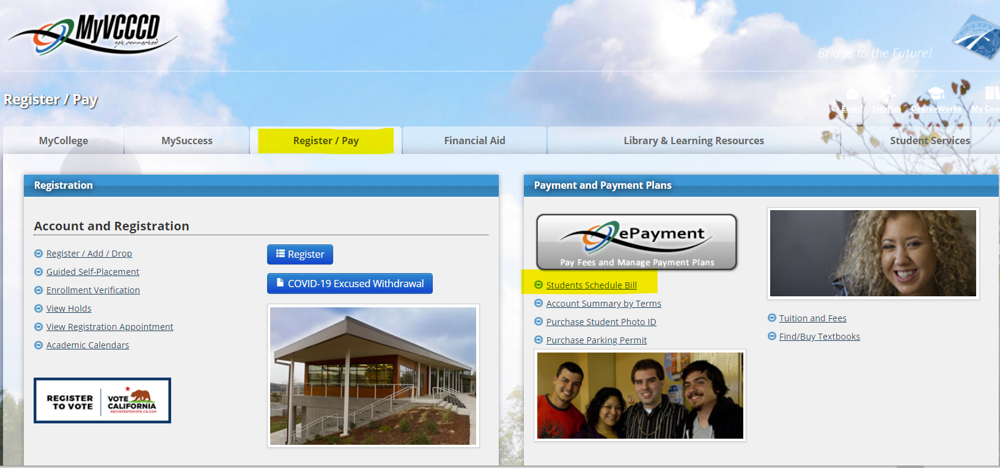 MyVCCCD
get connected
Bridge to the Future!
Register / Pay
Email
Starfish
DegreeWorks
My Cou
MyCollege
MySuccess
Register / Pay
Financial Aid
Library & Learning Resources
Student Services
Registration
Account and Registration
Register / Add / Drop
Guided Self-Placement
Enrollment Verification
View Holds
View Registration Appointment
Academic Calendars
Register
COVID-19 Excused Withdrawal
REGISTER
TO VOTE
VOTE
CALIFORNIA
REGISTERTOVOTE.CA.GOV
Payment and Payment Plans
ePayment
Pay Fees and Manage Payment Plans
Students Schedule Bill
Account Summary by Terms
Purchase Student Photo ID
Purchase Parking Permit
Tuition and Fees
Find/Buy Textbooks